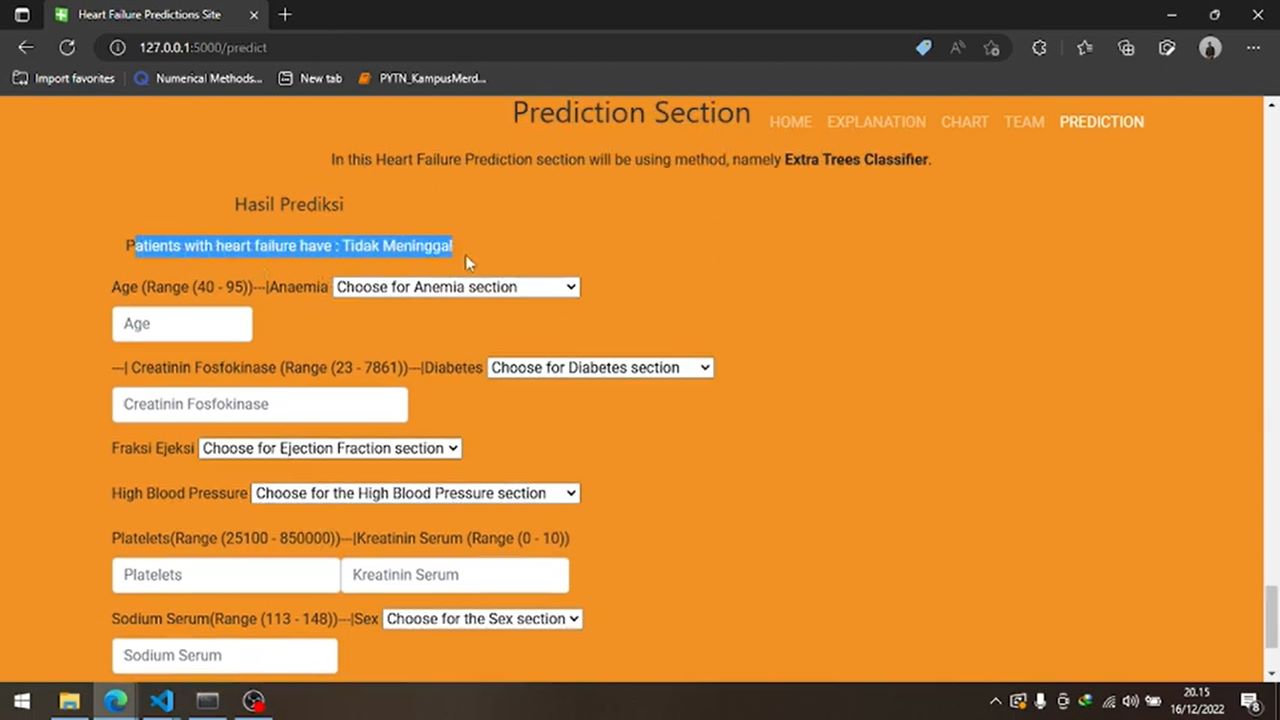 Heart Failure Predictions Site
127.0.0.1:5000/predict
Import favorites
Numerical Methods...
New tab
PYTN_KampusMerd...
Prediction Section
HOME EXPLANATION CHART TEAM PREDICTION
In this Heart Failure Prediction section will be using method, namely Extra Trees Classifier.
Hasil Prediksi
Patients with heart failure have : Tidak Meninggal
Age (Range (40 - 95))---|Anaemia Choose for Anemia section
Age
---| Creatinin Fosfokinase (Range (23 - 7861))---|Diabetes Choose for Diabetes section
Creatinin Fosfokinase
Fraksi Ejeksi Choose for Ejection Fraction section
High Blood Pressure Choose for the High Blood Pressure section
Platelets(Range (25100 - 850000))---|Kreatinin Serum (Range (0 - 10))
Platelets Kreatinin Serum
Sodium Serum(Range (113 - 148))---|Sex Choose for the Sex section
Sodium Serum
20.15
16/12/2022
8